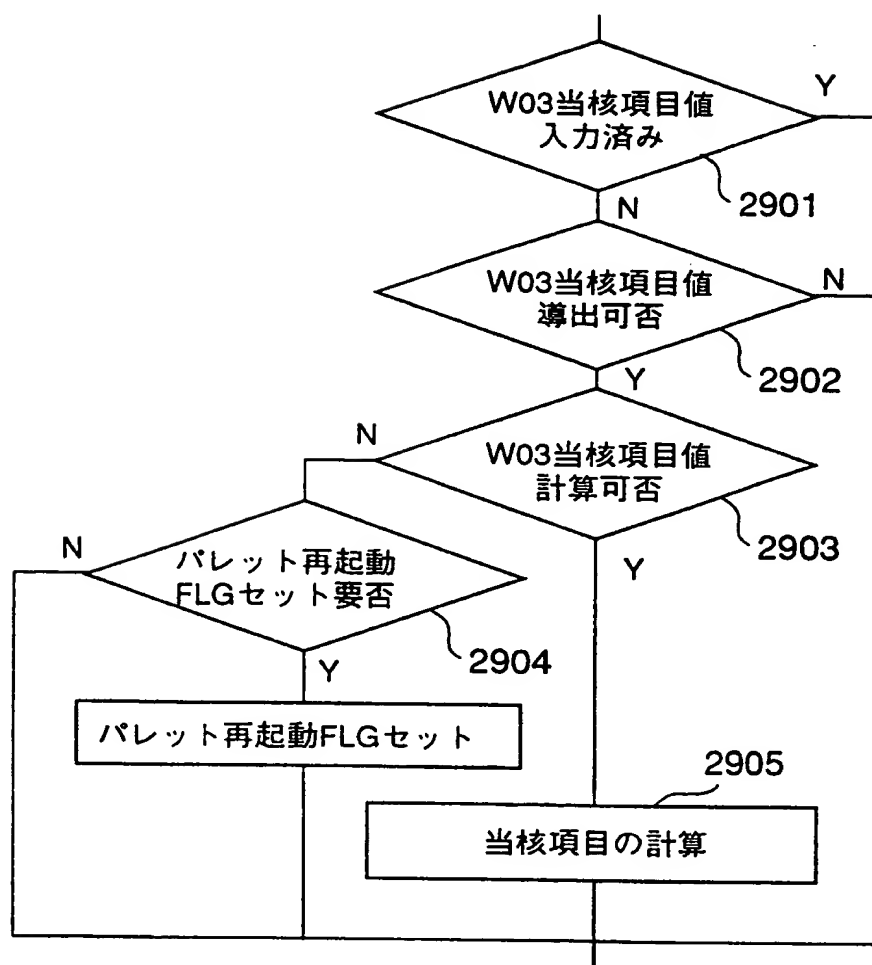 W03当核項目値
入力済み
Y
2901
N
W03当核項目値
導出可否
N
2902
Y
W03当核項目値
計算可否
N
2903
Y
パレット再起動
FLGセット要否
N
2904
Y
パレット再起動FLGセット
2905
当核項目の計算